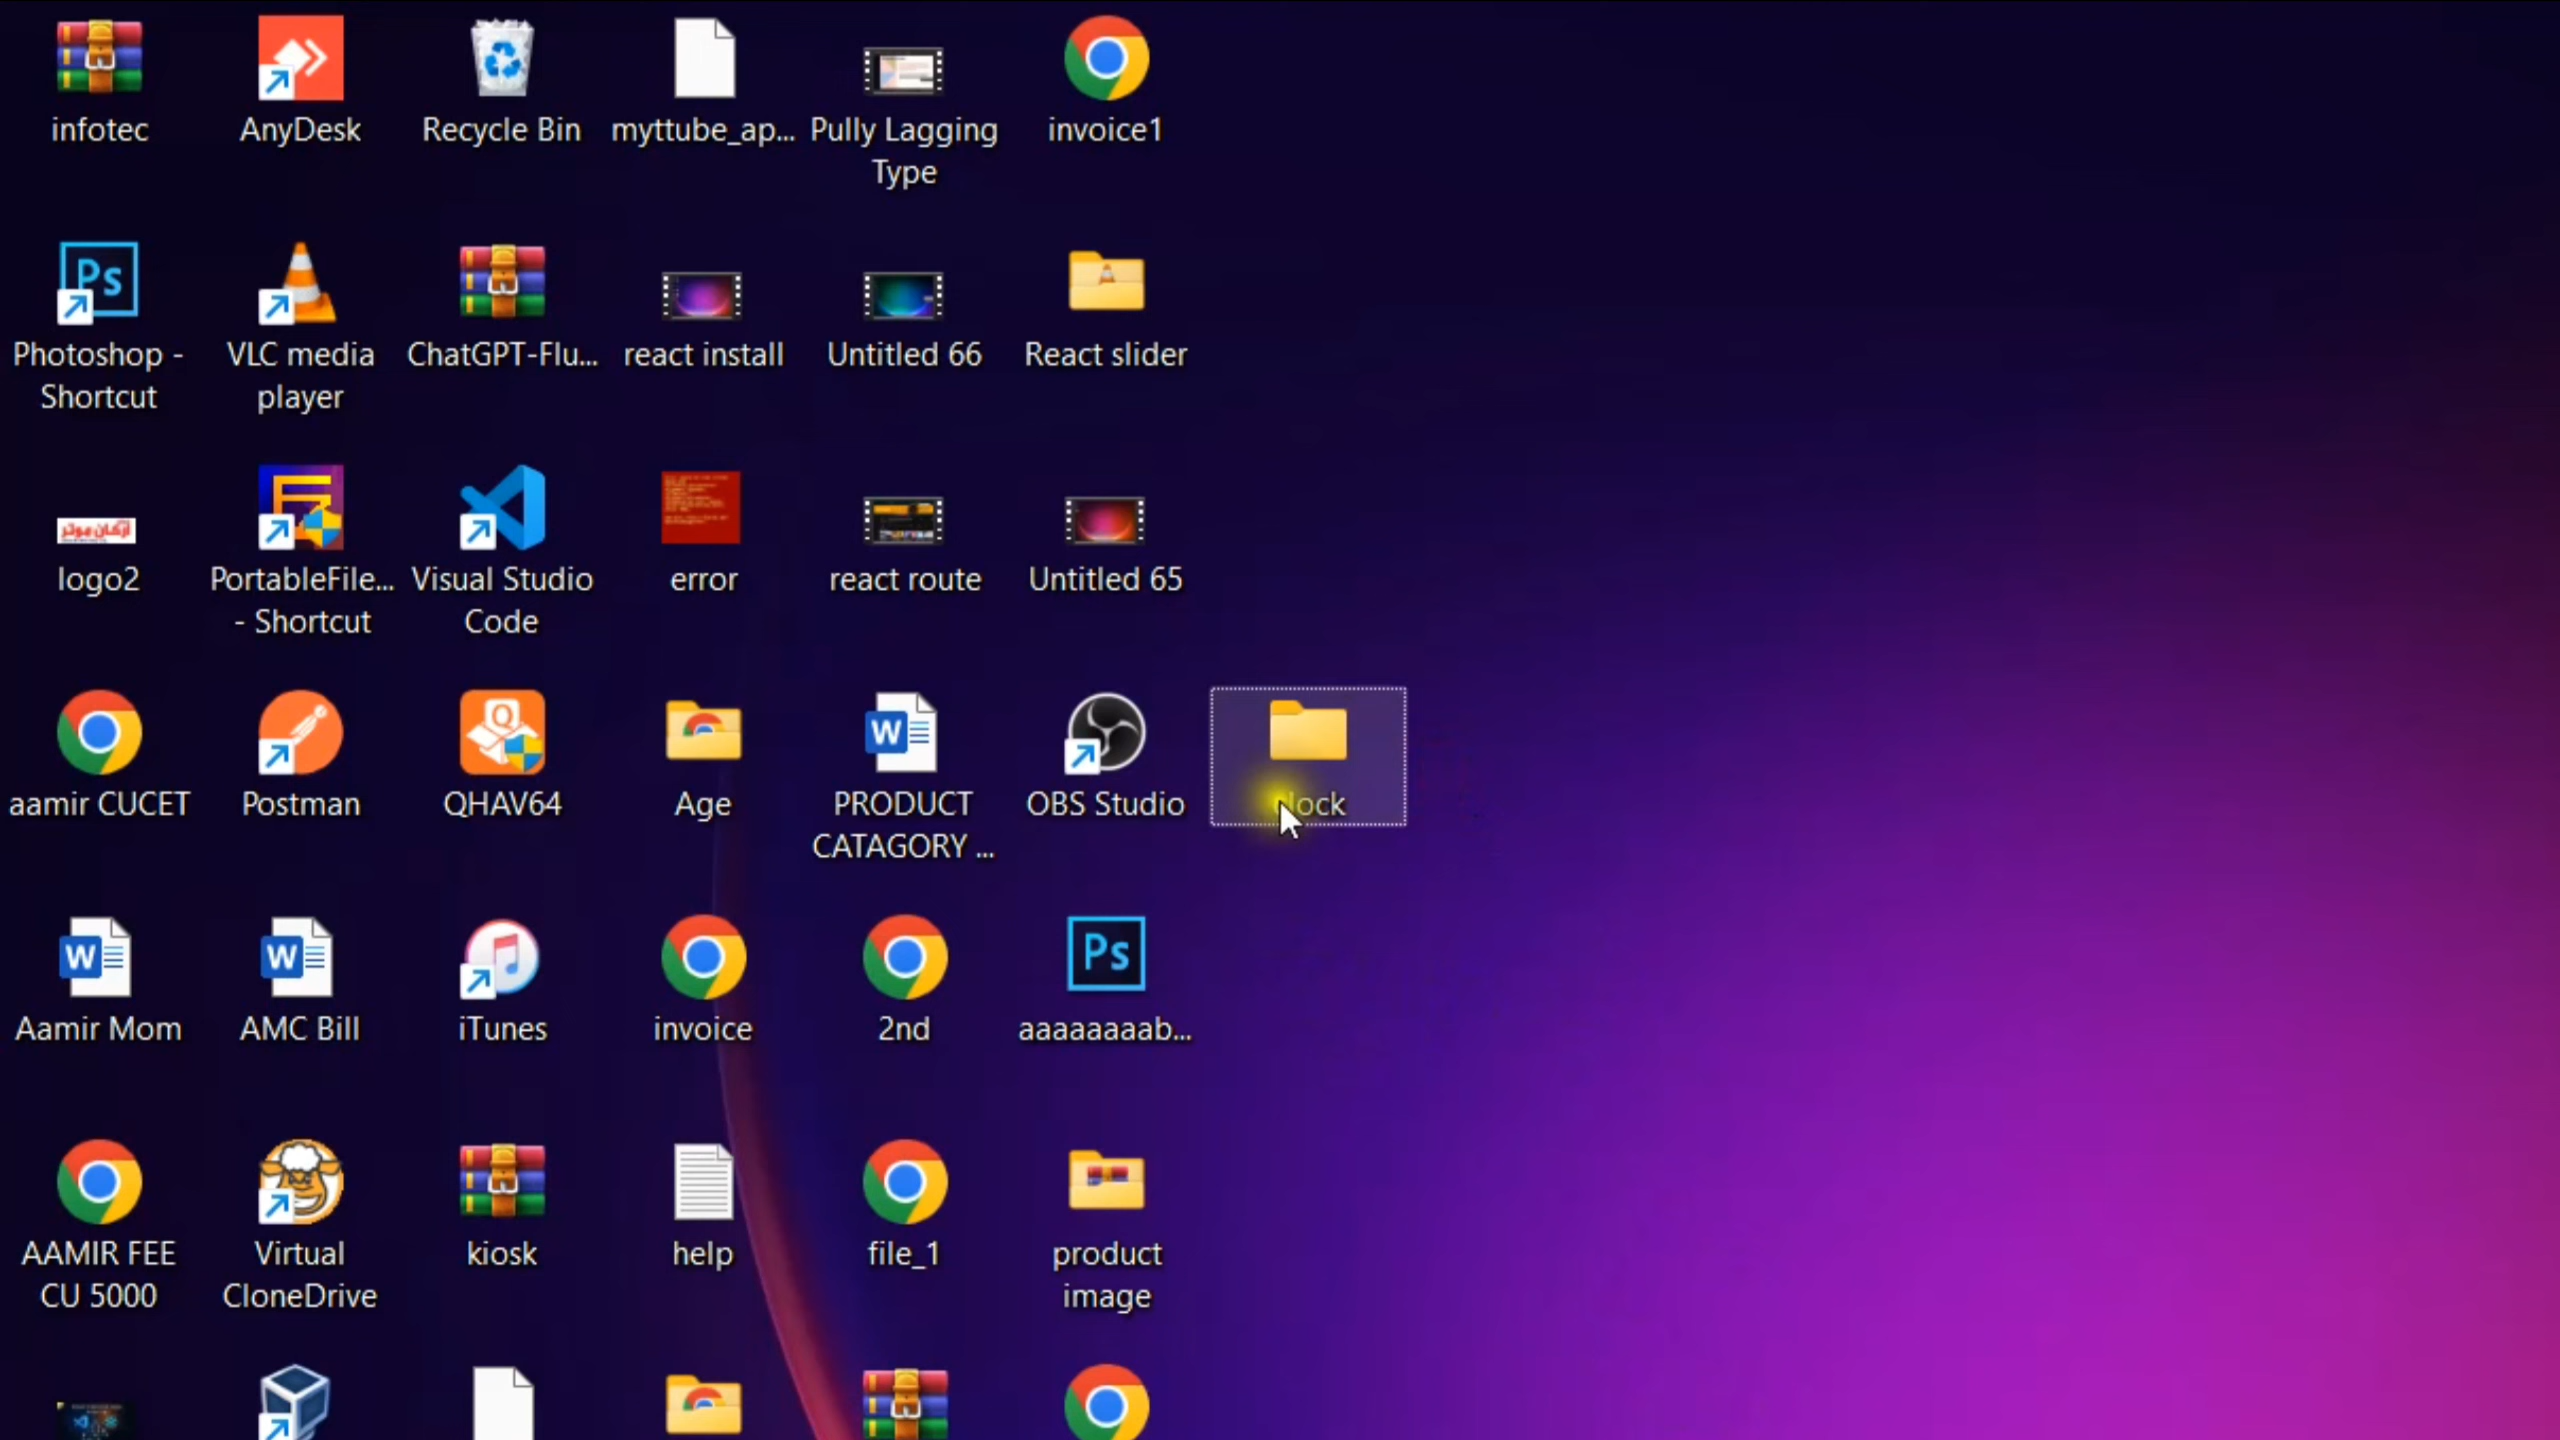 infotec
AnyDesk
Recycle Bin
myttube_ap...
Pully Lagging
Type
invoice1
Ps
Photoshop -
Shortcut
VLC media
player
ChatGPT-Flu...
react install
Untitled 66
React slider
logo2
PortableFile...
- Shortcut
Visual Studio
Code
error
react route
Untitled 65
aamir CUCET
Postman
Q
QHAV64
Age
W
PRODUCT
CATAGORY ...
OBS Studio
W
Aamir Mom
W
AMC Bill
iTunes
invoice
2nd
Ps
aaaaaaaab...
AAMIR FEE
CU 5000
Virtual
CloneDrive
kiosk
help
file_1
product
image